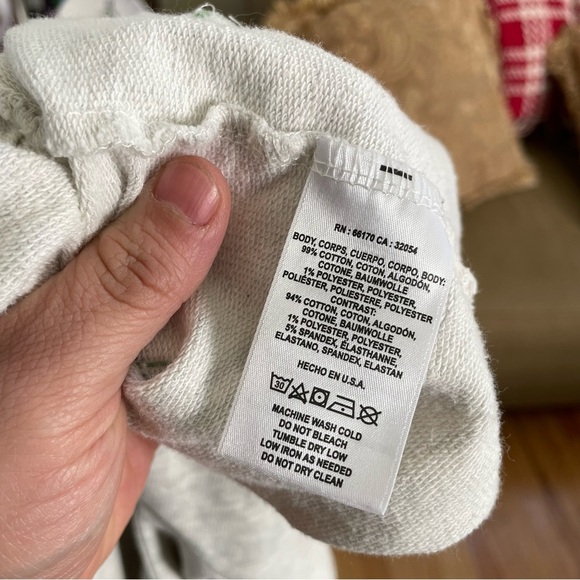 RN : 66170 CA : 32054
BODY, CORPS, CUERPO, CORPO, BODY:
99% COTTON, COTON, ALGODÓN,
COTONE, BAUMWOLLE
1% POLYESTER, POLYESTER,
POLIÉSTER, POLIESTERE, POLYESTER
CONTRAST:
94% COTTON, COTON, ALGODÓN,
COTONE, BAUMWOLLE
1% POLYESTER, POLYESTER,
5% SPANDEX, ÉLASTHANNE,
ELASTANO, SPANDEX, ELASTAN
HECHO EN U.S.A.
30
MACHINE WASH COLD
DO NOT BLEACH
TUMBLE DRY LOW
LOW IRON AS NEEDED
DO NOT DRY CLEAN